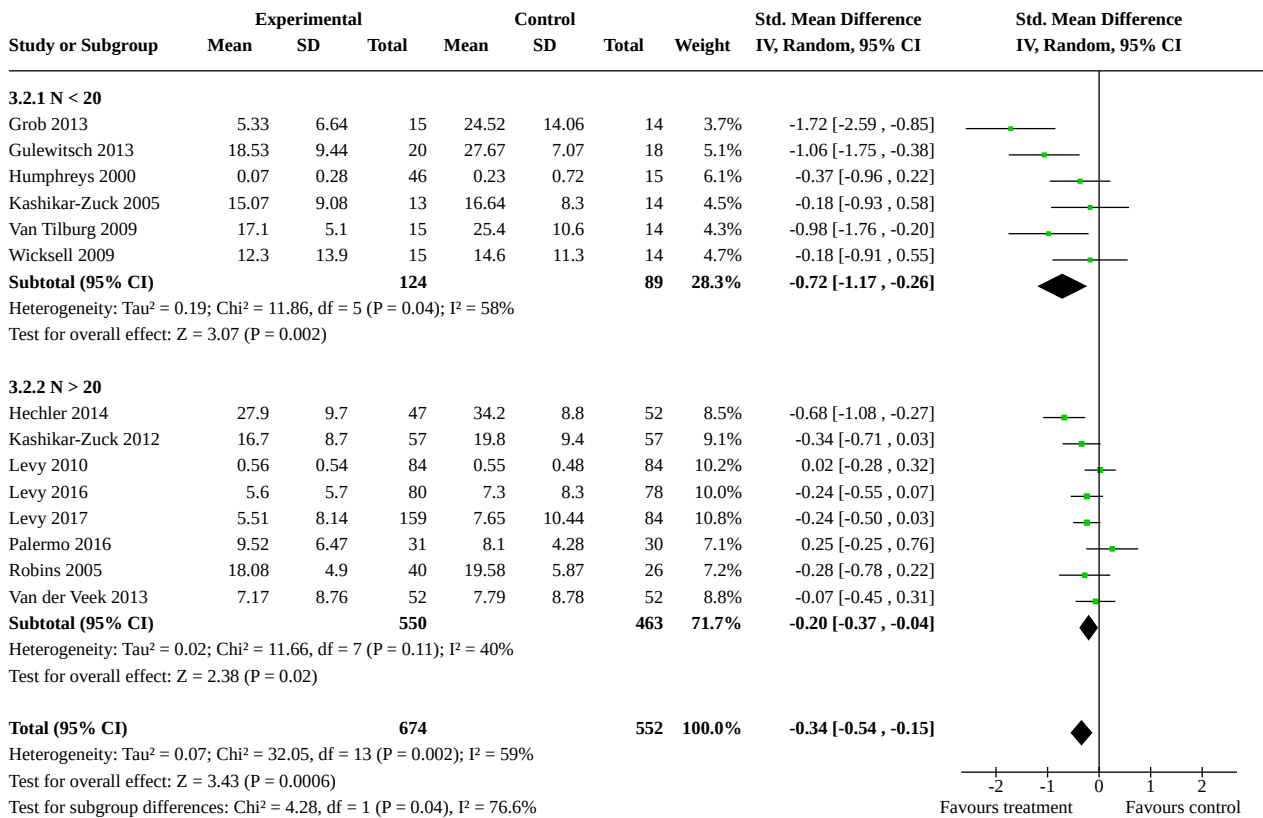 Experimental Control Std. Mean Difference Std. Mean Difference
Study or Subgroup Mean SD Total Mean SD Total Weight IV, Random, 95% CI IV, Random, 95% CI
3.2.1 N < 20
Grob 2013 5.33 6.64 15 24.52 14.06 14 3.7% -1.72 [-2.59 , -0.85]
Gulewitsch 2013 18.53 9.44 20 27.67 7.07 18 5.1% -1.06 [-1.75 , -0.38]
Humphreys 2000 0.07 0.28 46 0.23 0.72 15 6.1% -0.37 [-0.96 , 0.22]
Kashikar-Zuck 2005 15.07 9.08 13 16.64 8.3 14 4.5% -0.18 [-0.93 , 0.58]
Van Tilburg 2009 17.1 5.1 15 25.4 10.6 14 4.3% -0.98 [-1.76 , -0.20]
Wicksell 2009 12.3 13.9 15 14.6 11.3 14 4.7% -0.18 [-0.91 , 0.55]
Subtotal (95% CI) 124 89 28.3% -0.72 [-1.17 , -0.26]
Heterogeneity: Tau² = 0.19; Chi² = 11.86, df = 5 (P = 0.04); I² = 58%
Test for overall effect: Z = 3.07 (P = 0.002)
3.2.2 N > 20
Hechler 2014 27.9 9.7 47 34.2 8.8 52 8.5% -0.68 [-1.08 , -0.27]
Kashikar-Zuck 2012 16.7 8.7 57 19.8 9.4 57 9.1% -0.34 [-0.71 , 0.03]
Levy 2010 0.56 0.54 84 0.55 0.48 84 10.2% 0.02 [-0.28 , 0.32]
Levy 2016 5.6 5.7 80 7.3 8.3 78 10.0% -0.24 [-0.55 , 0.07]
Levy 2017 5.51 8.14 159 7.65 10.44 84 10.8% -0.24 [-0.50 , 0.03]
Palermo 2016 9.52 6.47 31 8.1 4.28 30 7.1% 0.25 [-0.25 , 0.76]
Robins 2005 18.08 4.9 40 19.58 5.87 26 7.2% -0.28 [-0.78 , 0.22]
Van der Veek 2013 7.17 8.76 52 7.79 8.78 52 8.8% -0.07 [-0.45 , 0.31]
Subtotal (95% CI) 550 463 71.7% -0.20 [-0.37 , -0.04]
Heterogeneity: Tau² = 0.02; Chi² = 11.66, df = 7 (P = 0.11); I² = 40%
Test for overall effect: Z = 2.38 (P = 0.02)
Total (95% CI) 674 552 100.0% -0.34 [-0.54 , -0.15]
Heterogeneity: Tau² = 0.07; Chi² = 32.05, df = 13 (P = 0.002); I² = 59%
Test for overall effect: Z = 3.43 (P = 0.0006)
-2 -1 0 1 2
Test for subgroup differences: Chi² = 4.28, df = 1 (P = 0.04), I² = 76.6%
Favours treatment Favours control